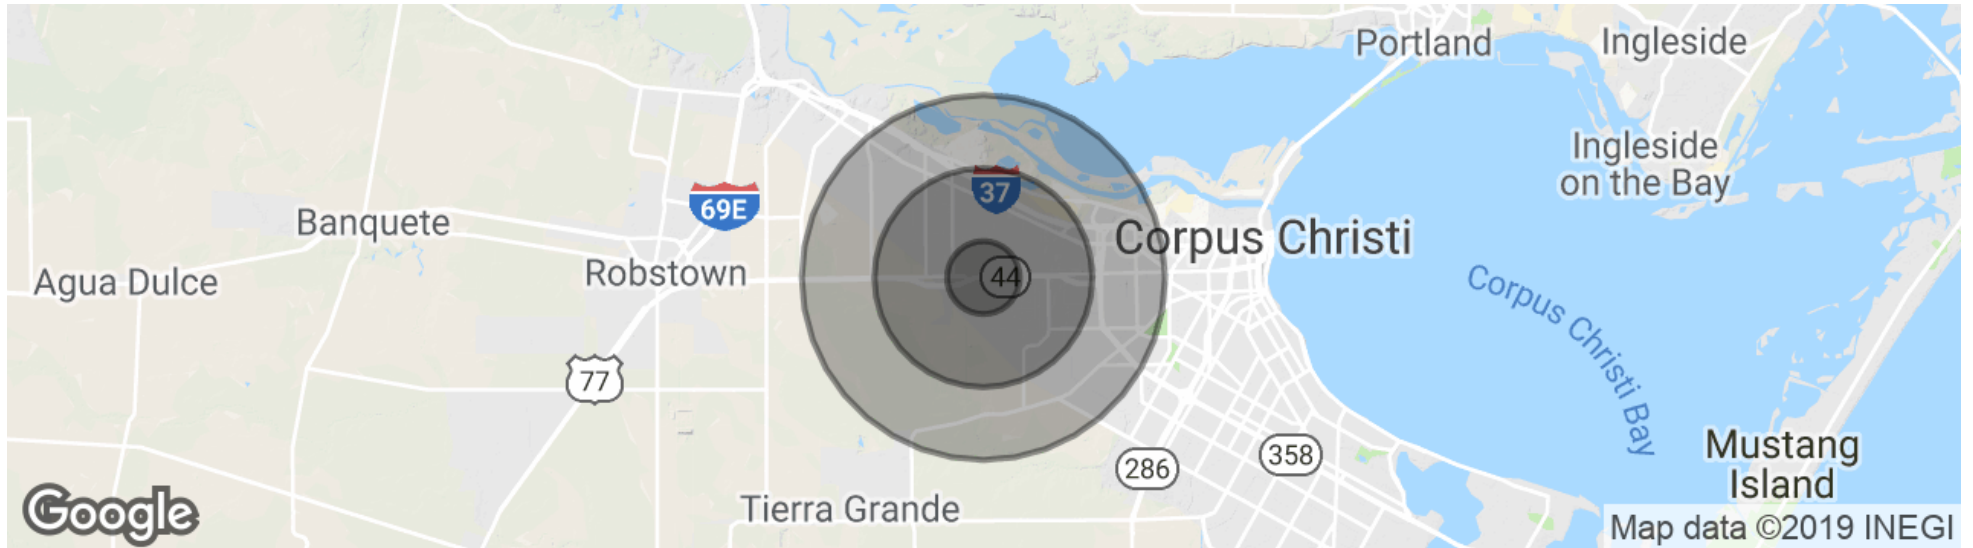 Portland
Ingleside
Ingleside
on the Bay
37
69E
Banquete
Corpus Christi
Robstown
44
Agua Dulce
Corpus Christi Bay
77
286
358
Mustang
Island
Tierra Grande
Google
Map data ©2019 INEGI